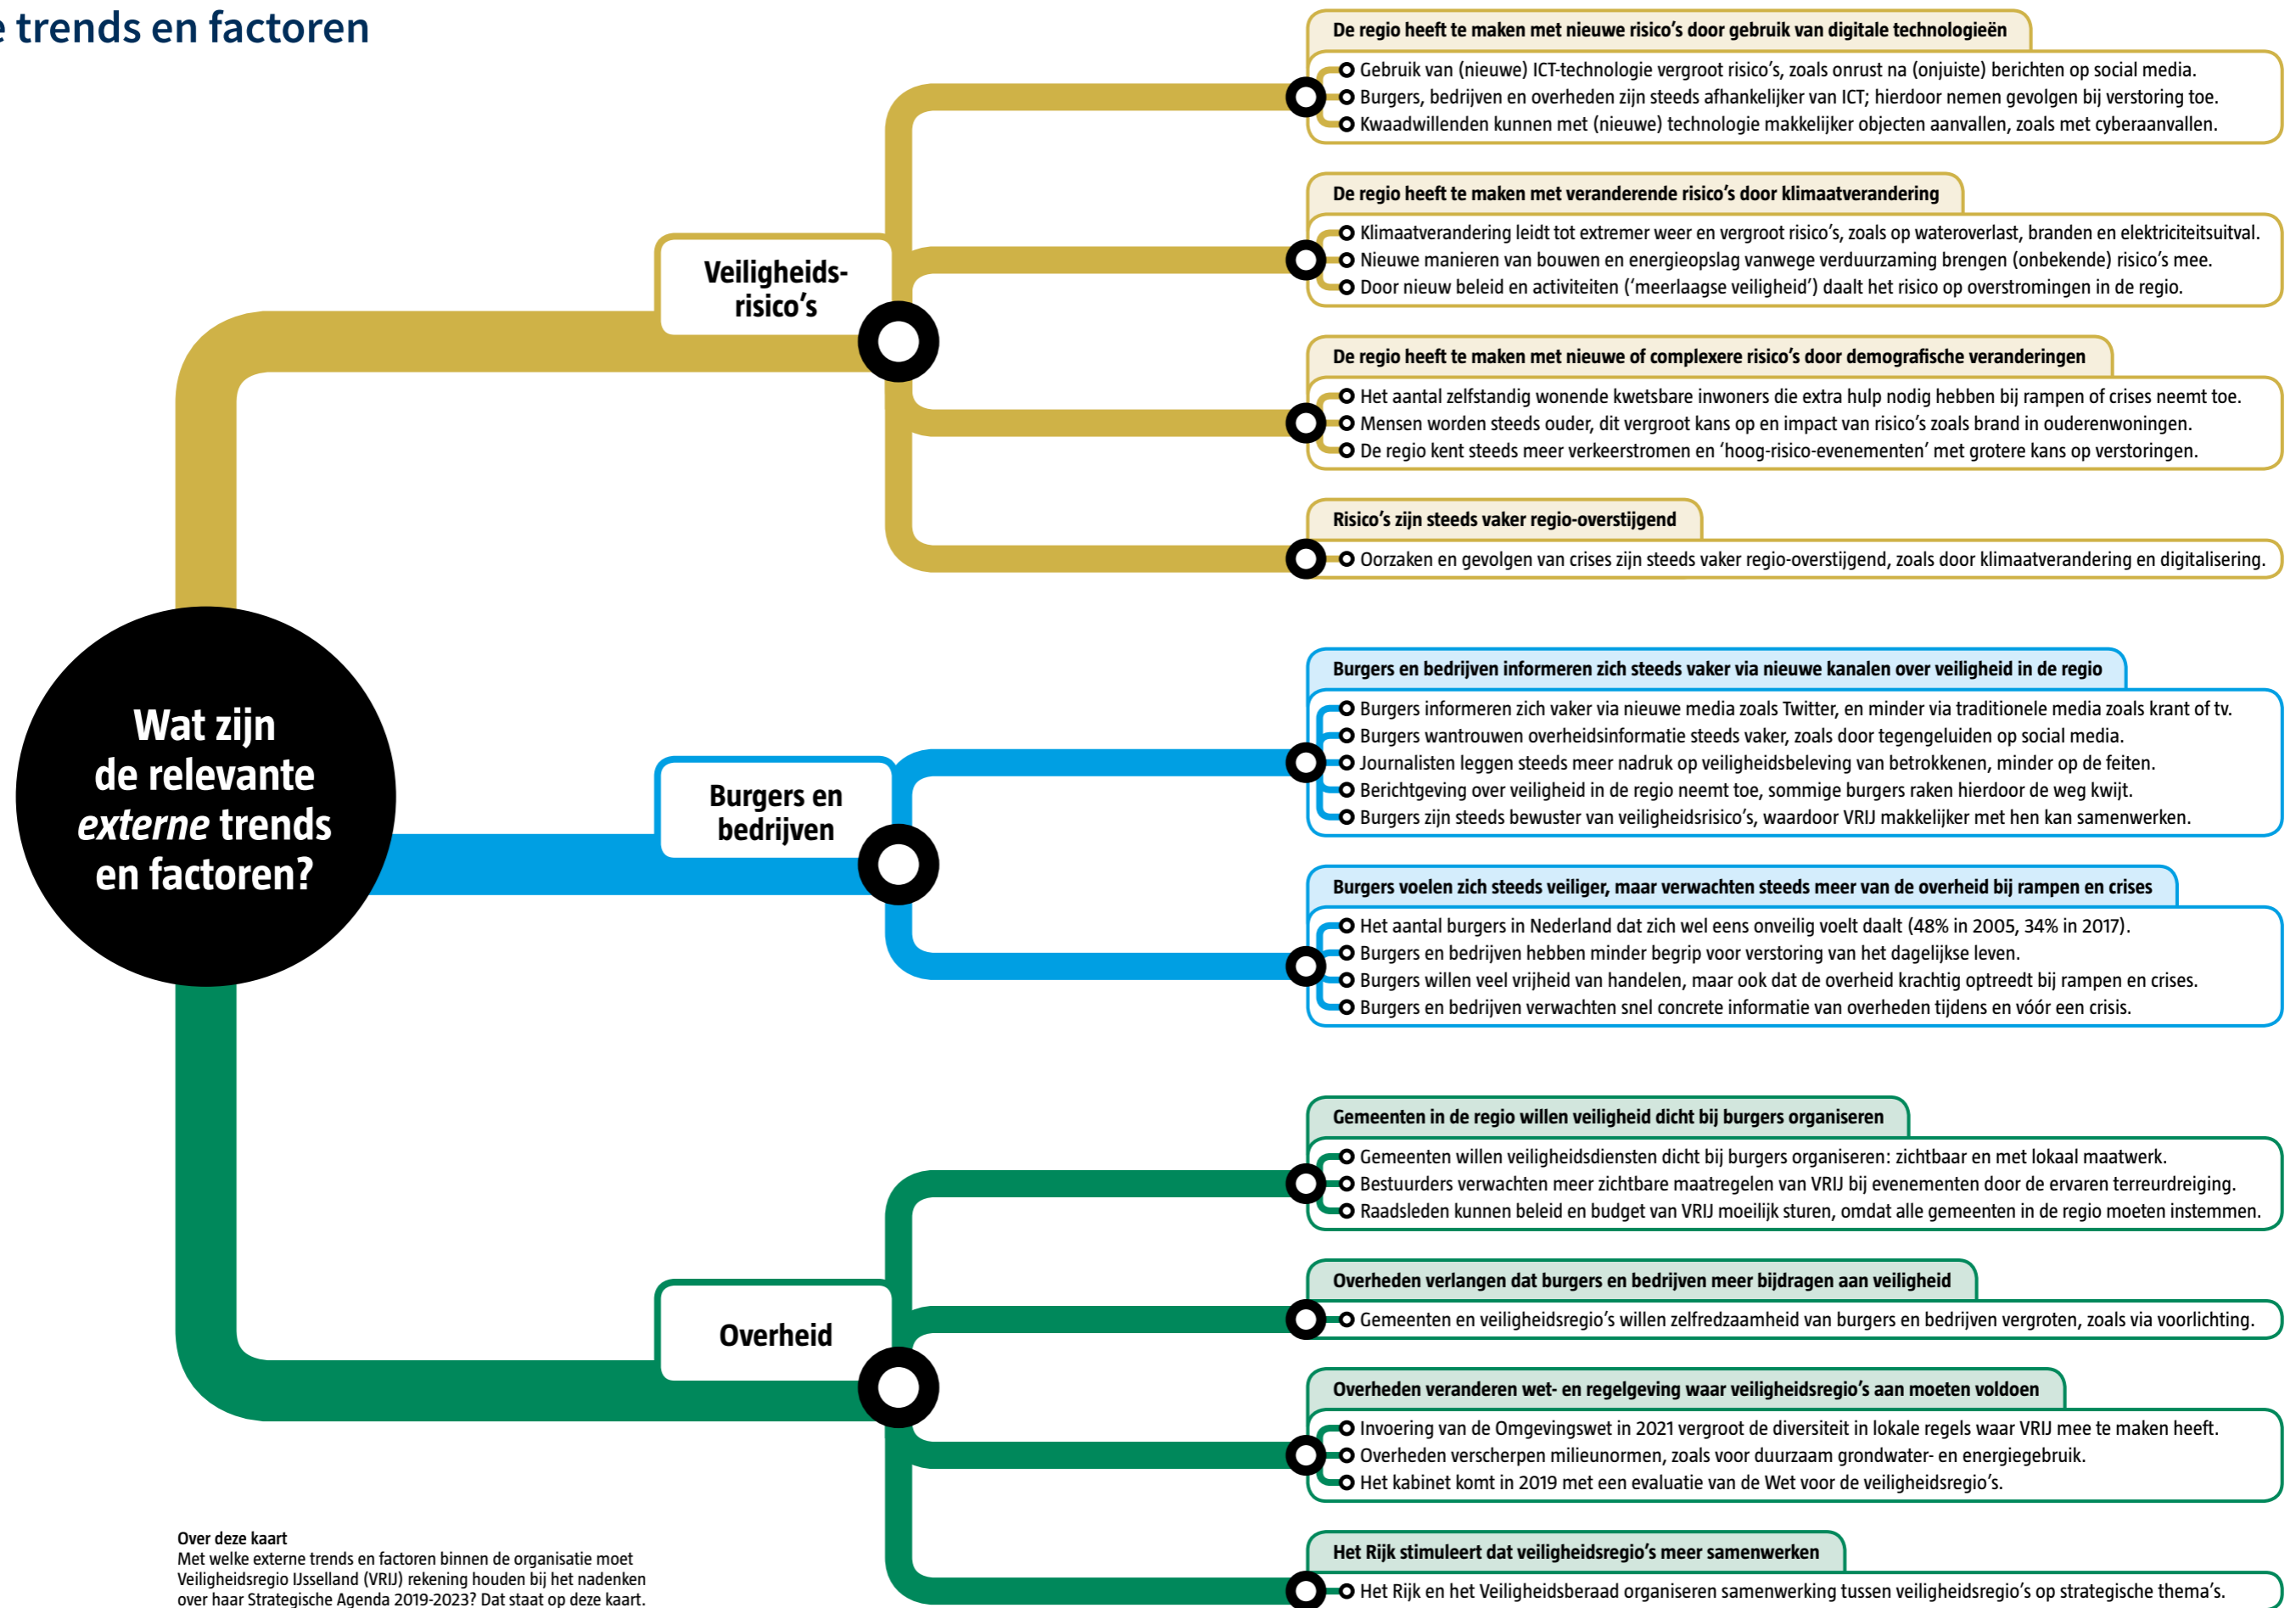 e trends en factoren
De regio heeft te maken met nieuwe risico's door gebruik van digitale technologieën
Gebruik van (nieuwe) ICT-technologie vergroot risico's, zoals onrust na (onjuiste) berichten op social media.
Burgers, bedrijven en overheden zijn steeds afhankelijker van ICT; hierdoor nemen gevolgen bij verstoring toe.
Kwaadwillenden kunnen met (nieuwe) technologie makkelijker objecten aanvallen, zoals met cyberaanvallen.
De regio heeft te maken met veranderende risico's door klimaatverandering
Klimaatverandering leidt tot extremer weer en vergroot risico's, zoals op wateroverlast, branden en elektriciteitsuitval.
Nieuwe manieren van bouwen en energieopslag vanwege verduurzaming brengen (onbekende) risico's mee.
Door nieuw beleid en activiteiten ('meerlaagse veiligheid') daalt het risico op overstromingen in de regio.
Veiligheids-
risico's
De regio heeft te maken met nieuwe of complexere risico's door demografische veranderingen
Het aantal zelfstandig wonende kwetsbare inwoners die extra hulp nodig hebben bij rampen of crises neemt toe.
Mensen worden steeds ouder, dit vergroot kans op en impact van risico's zoals brand in ouderenwoningen.
De regio kent steeds meer verkeerstromen en 'hoog-risico-evenementen' met grotere kans op verstoringen.
Risico's zijn steeds vaker regio-overstijgend
Oorzaken en gevolgen van crises zijn steeds vaker regio-overstijgend, zoals door klimaatverandering en digitalisering.
Wat zijn
de relevante
externe trends
en factoren?
Burgers en
bedrijven
Burgers en bedrijven informeren zich steeds vaker via nieuwe kanalen over veiligheid in de regio
Burgers informeren zich vaker via nieuwe media zoals Twitter, en minder via traditionele media zoals krant of tv.
Burgers wantrouwen overheidsinformatie steeds vaker, zoals door tegengeluiden op social media.
Journalisten leggen steeds meer nadruk op veiligheidsbeleving van betrokkenen, minder op de feiten.
Berichtgeving over veiligheid in de regio neemt toe, sommige burgers raken hierdoor de weg kwijt.
Burgers zijn steeds bewuster van veiligheidsrisico's, waardoor VRIJ makkelijker met hen kan samenwerken.
Burgers voelen zich steeds veiliger, maar verwachten steeds meer van de overheid bij rampen en crises
Het aantal burgers in Nederland dat zich wel eens onveilig voelt daalt (48% in 2005, 34% in 2017).
Burgers en bedrijven hebben minder begrip voor verstoring van het dagelijkse leven.
Burgers willen veel vrijheid van handelen, maar ook dat de overheid krachtig optreedt bij rampen en crises.
Burgers en bedrijven verwachten snel concrete informatie van overheden tijdens en vóór een crisis.
Overheid
Gemeenten in de regio willen veiligheid dicht bij burgers organiseren
Gemeenten willen veiligheidsdiensten dicht bij burgers organiseren: zichtbaar en met lokaal maatwerk.
Bestuurders verwachten meer zichtbare maatregelen van VRIJ bij evenementen door de ervaren terreurdreiging.
Raadsleden kunnen beleid en budget van VRIJ moeilijk sturen, omdat alle gemeenten in de regio moeten instemmen.
Overheden verlangen dat burgers en bedrijven meer bijdragen aan veiligheid
Gemeenten en veiligheidsregio's willen zelfredzaamheid van burgers en bedrijven vergroten, zoals via voorlichting.
Overheden veranderen wet- en regelgeving waar veiligheidsregio's aan moeten voldoen
Invoering van de Omgevingswet in 2021 vergroot de diversiteit in lokale regels waar VRIJ mee te maken heeft.
Overheden verscherpen milieunormen, zoals voor duurzaam grondwater- en energiegebruik.
Het kabinet komt in 2019 met een evaluatie van de Wet voor de veiligheidsregio's.
Het Rijk stimuleert dat veiligheidsregio's meer samenwerken
Het Rijk en het Veiligheidsberaad organiseren samenwerking tussen veiligheidsregio's op strategische thema's.
Over deze kaart
Met welke externe trends en factoren binnen de organisatie moet
Veiligheidsregio IJsselland (VRIJ) rekening houden bij het nadenken
over haar Strategische Agenda 2019-2023? Dat staat op deze kaart.